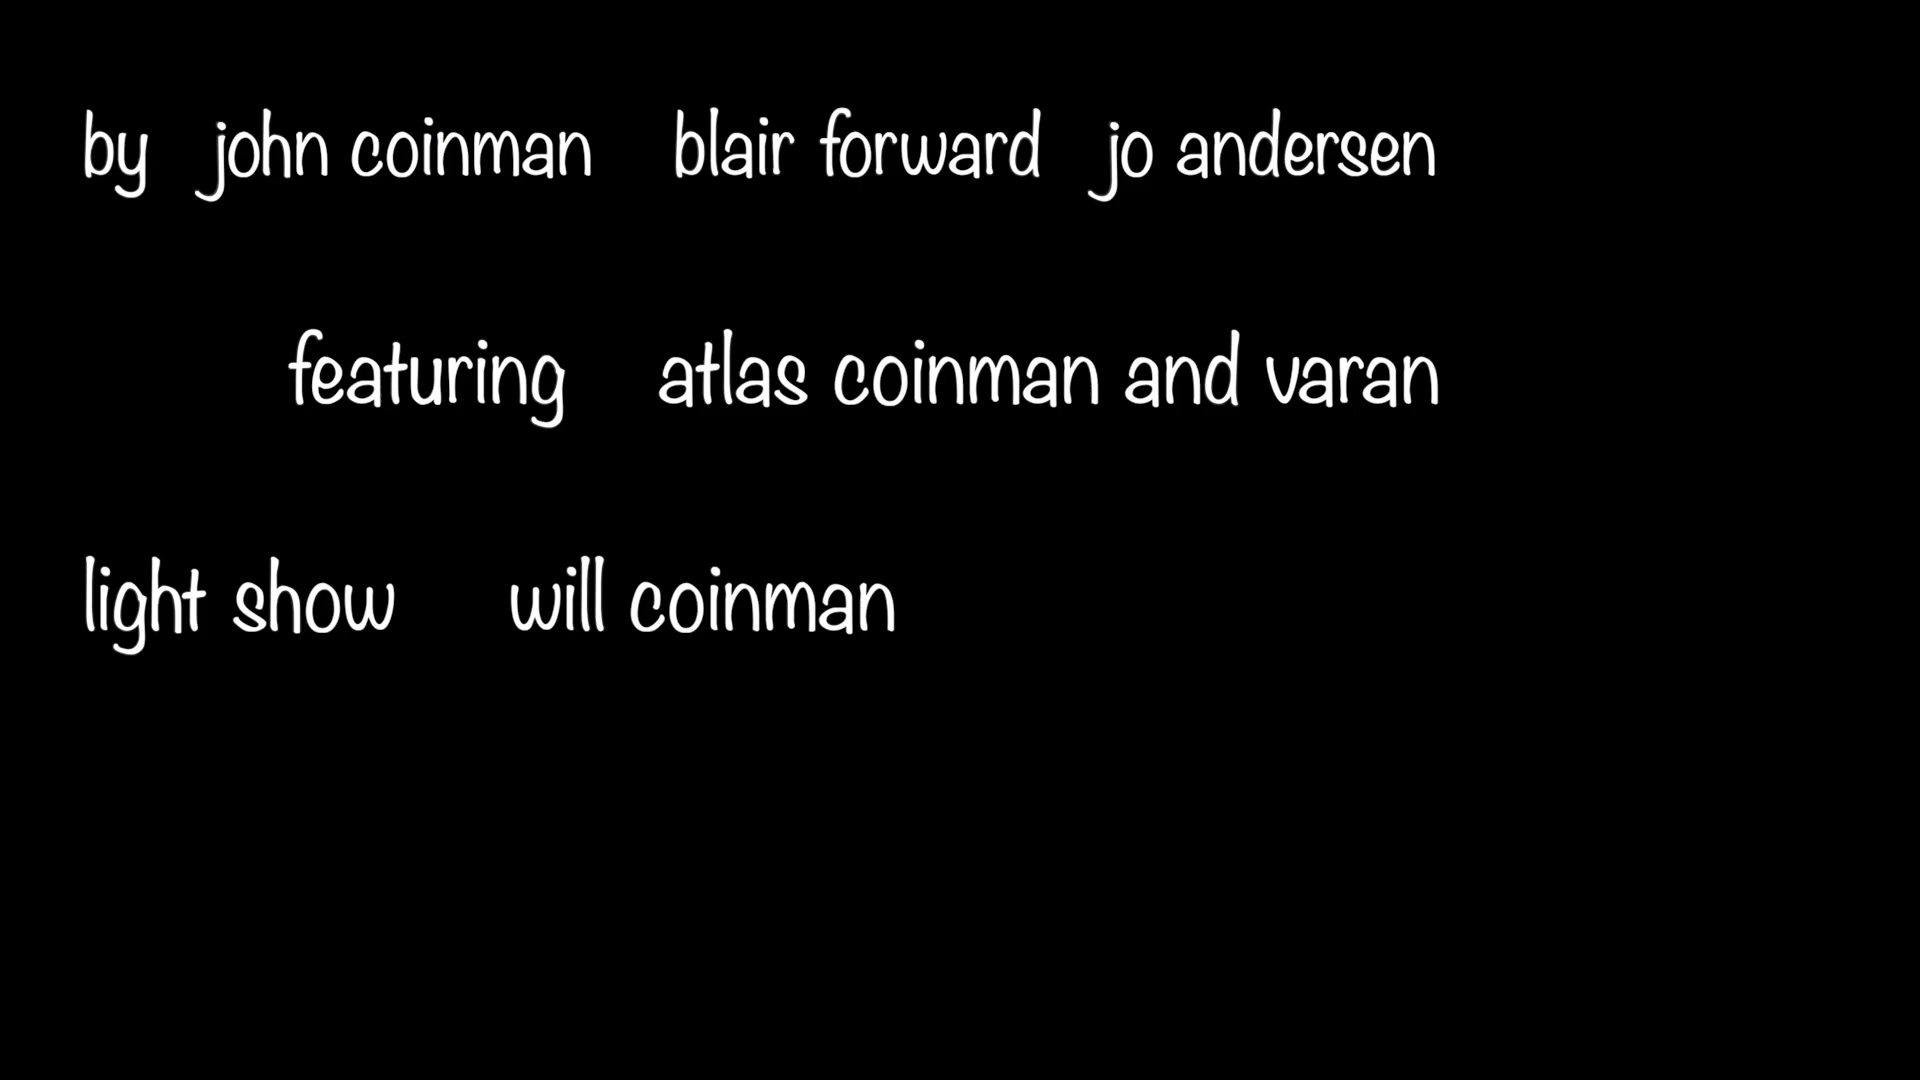 by john coinman blair forward jo andersen
featuring atlas coinman and varan
light show will coinman